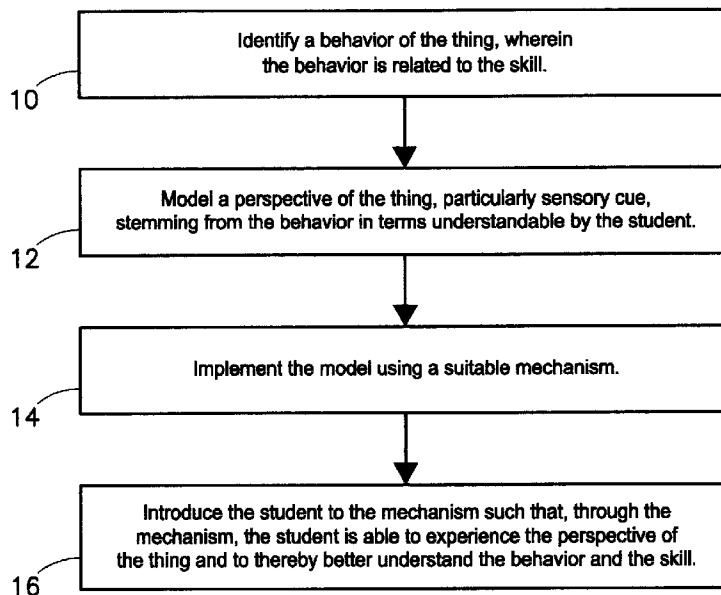 Identify a behavior of the thing, wherein
the behavior is related to the skill.
10
Model a perspective of the thing, particularly sensory cue,
stemming from the behavior in terms understandable by the student.
12
Implement the model using a suitable mechanism.
14
Introduce the student to the mechanism such that, through the
mechanism, the student is able to experience the perspective of
the thing and to thereby better understand the behavior and the skill.
16